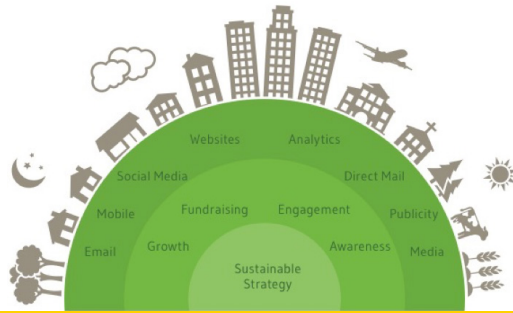 Websites Analytics
Social Media Direct Mail
Mobile Fundraising Engagement Publicity
Email Growth Awareness Media
Sustainable
Strategy